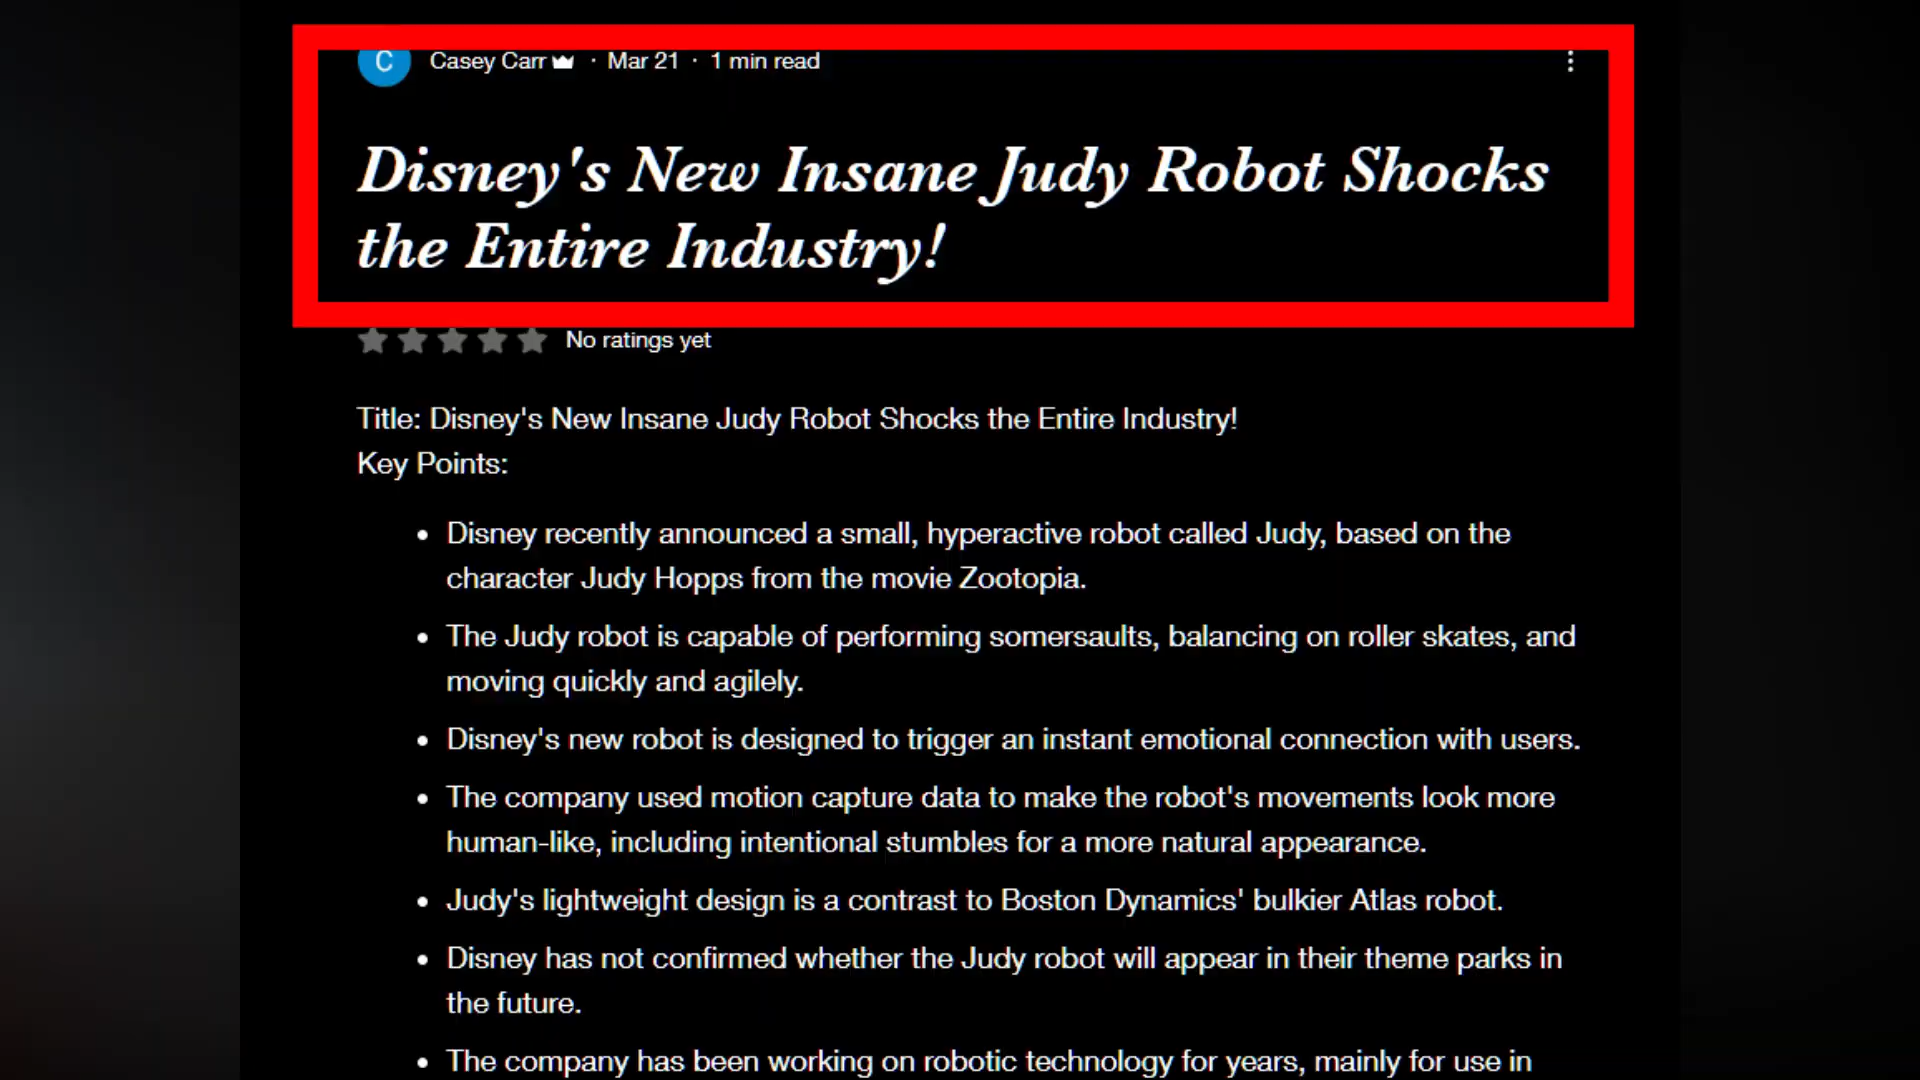 C Casey Carr · Mar 21 · 1 min read
Disney's New Insane Judy Robot Shocks
the Entire Industry!
No ratings yet
Title: Disney's New Insane Judy Robot Shocks the Entire Industry!
Key Points:
• Disney recently announced a small, hyperactive robot called Judy, based on the
character Judy Hopps from the movie Zootopia.
• The Judy robot is capable of performing somersaults, balancing on roller skates, and
moving quickly and agilely.
• Disney's new robot is designed to trigger an instant emotional connection with users.
• The company used motion capture data to make the robot's movements look more
human-like, including intentional stumbles for a more natural appearance.
• Judy's lightweight design is a contrast to Boston Dynamics' bulkier Atlas robot.
• Disney has not confirmed whether the Judy robot will appear in their theme parks in
the future.
• The company has been working on robotic technology for years, mainly for use in